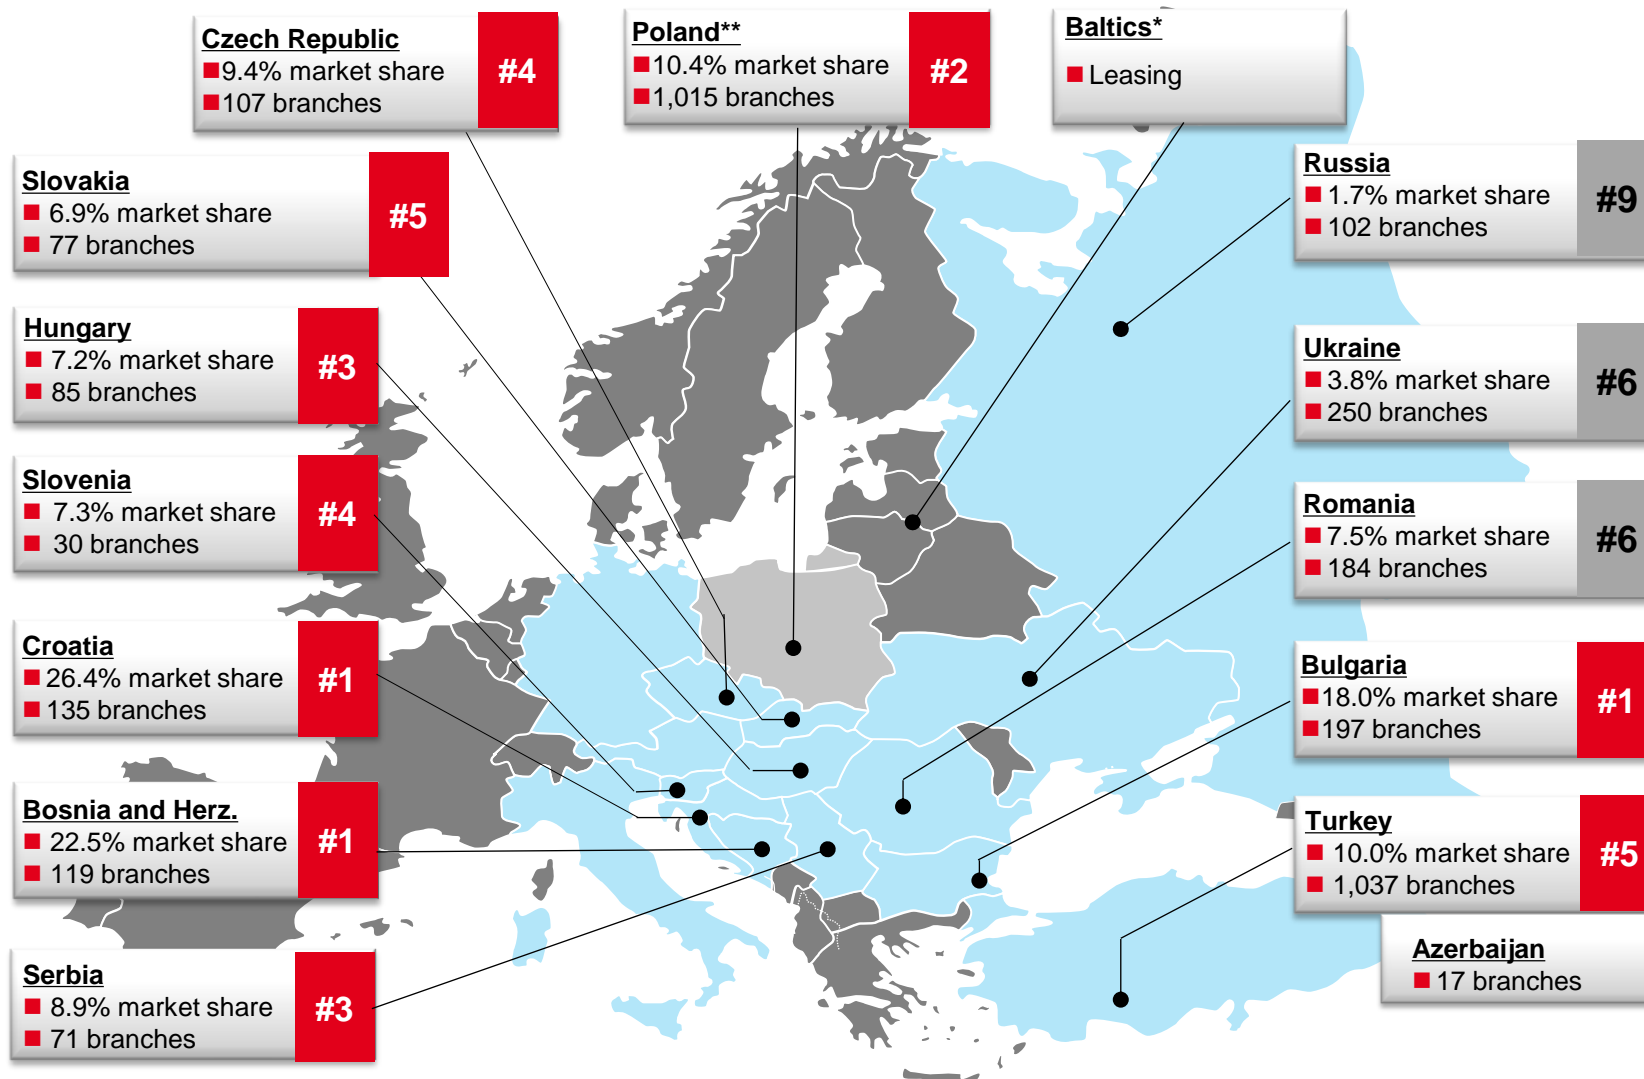 Czech Republic
9.4% market share
107 branches
#4
Poland**
10.4% market share
1,015 branches
#2
Baltics*
Leasing
Slovakia
6.9% market share
77 branches
#5
Russia
1.7% market share
102 branches
#9
Hungary
7.2% market share
85 branches
#3
Ukraine
3.8% market share
250 branches
#6
Slovenia
7.3% market share
30 branches
#4
Romania
7.5% market share
184 branches
#6
Croatia
26.4% market share
135 branches
#1
Bulgaria
18.0% market share
197 branches
#1
Bosnia and Herz.
22.5% market share
119 branches
#1
Turkey
10.0% market share
1,037 branches
#5
Azerbaijan
17 branches
Serbia
8.9% market share
71 branches
#3